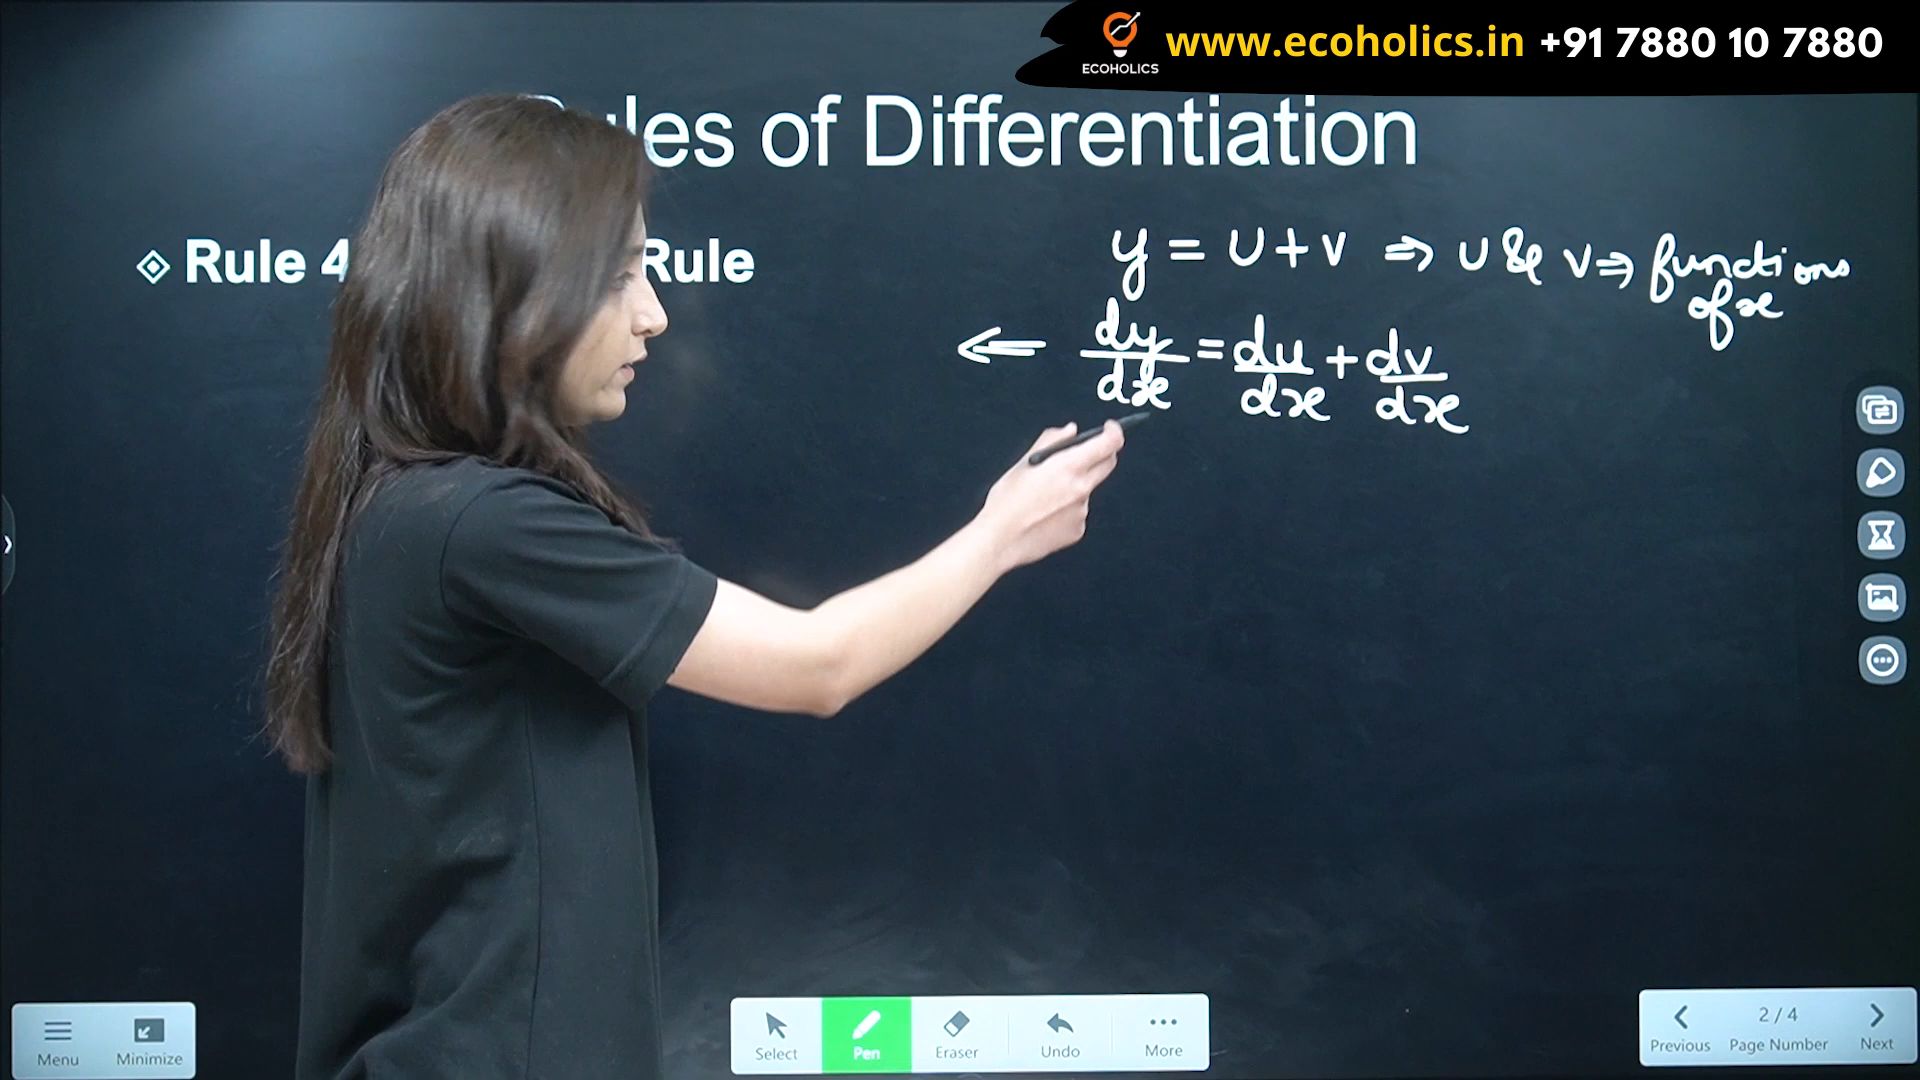 ECOHOLICS
www.ecoholics.in +91 7880 10 7880
les of Differentiation
Rule 4 Rule
y = U + V ⇒ U & V ⇒ functions of x
⇐ dy/dx = du/dx + dv/dx
Menu
Minimize
Select
Pen
Eraser
Undo
More
2 / 4
Previous
Page Number
Next